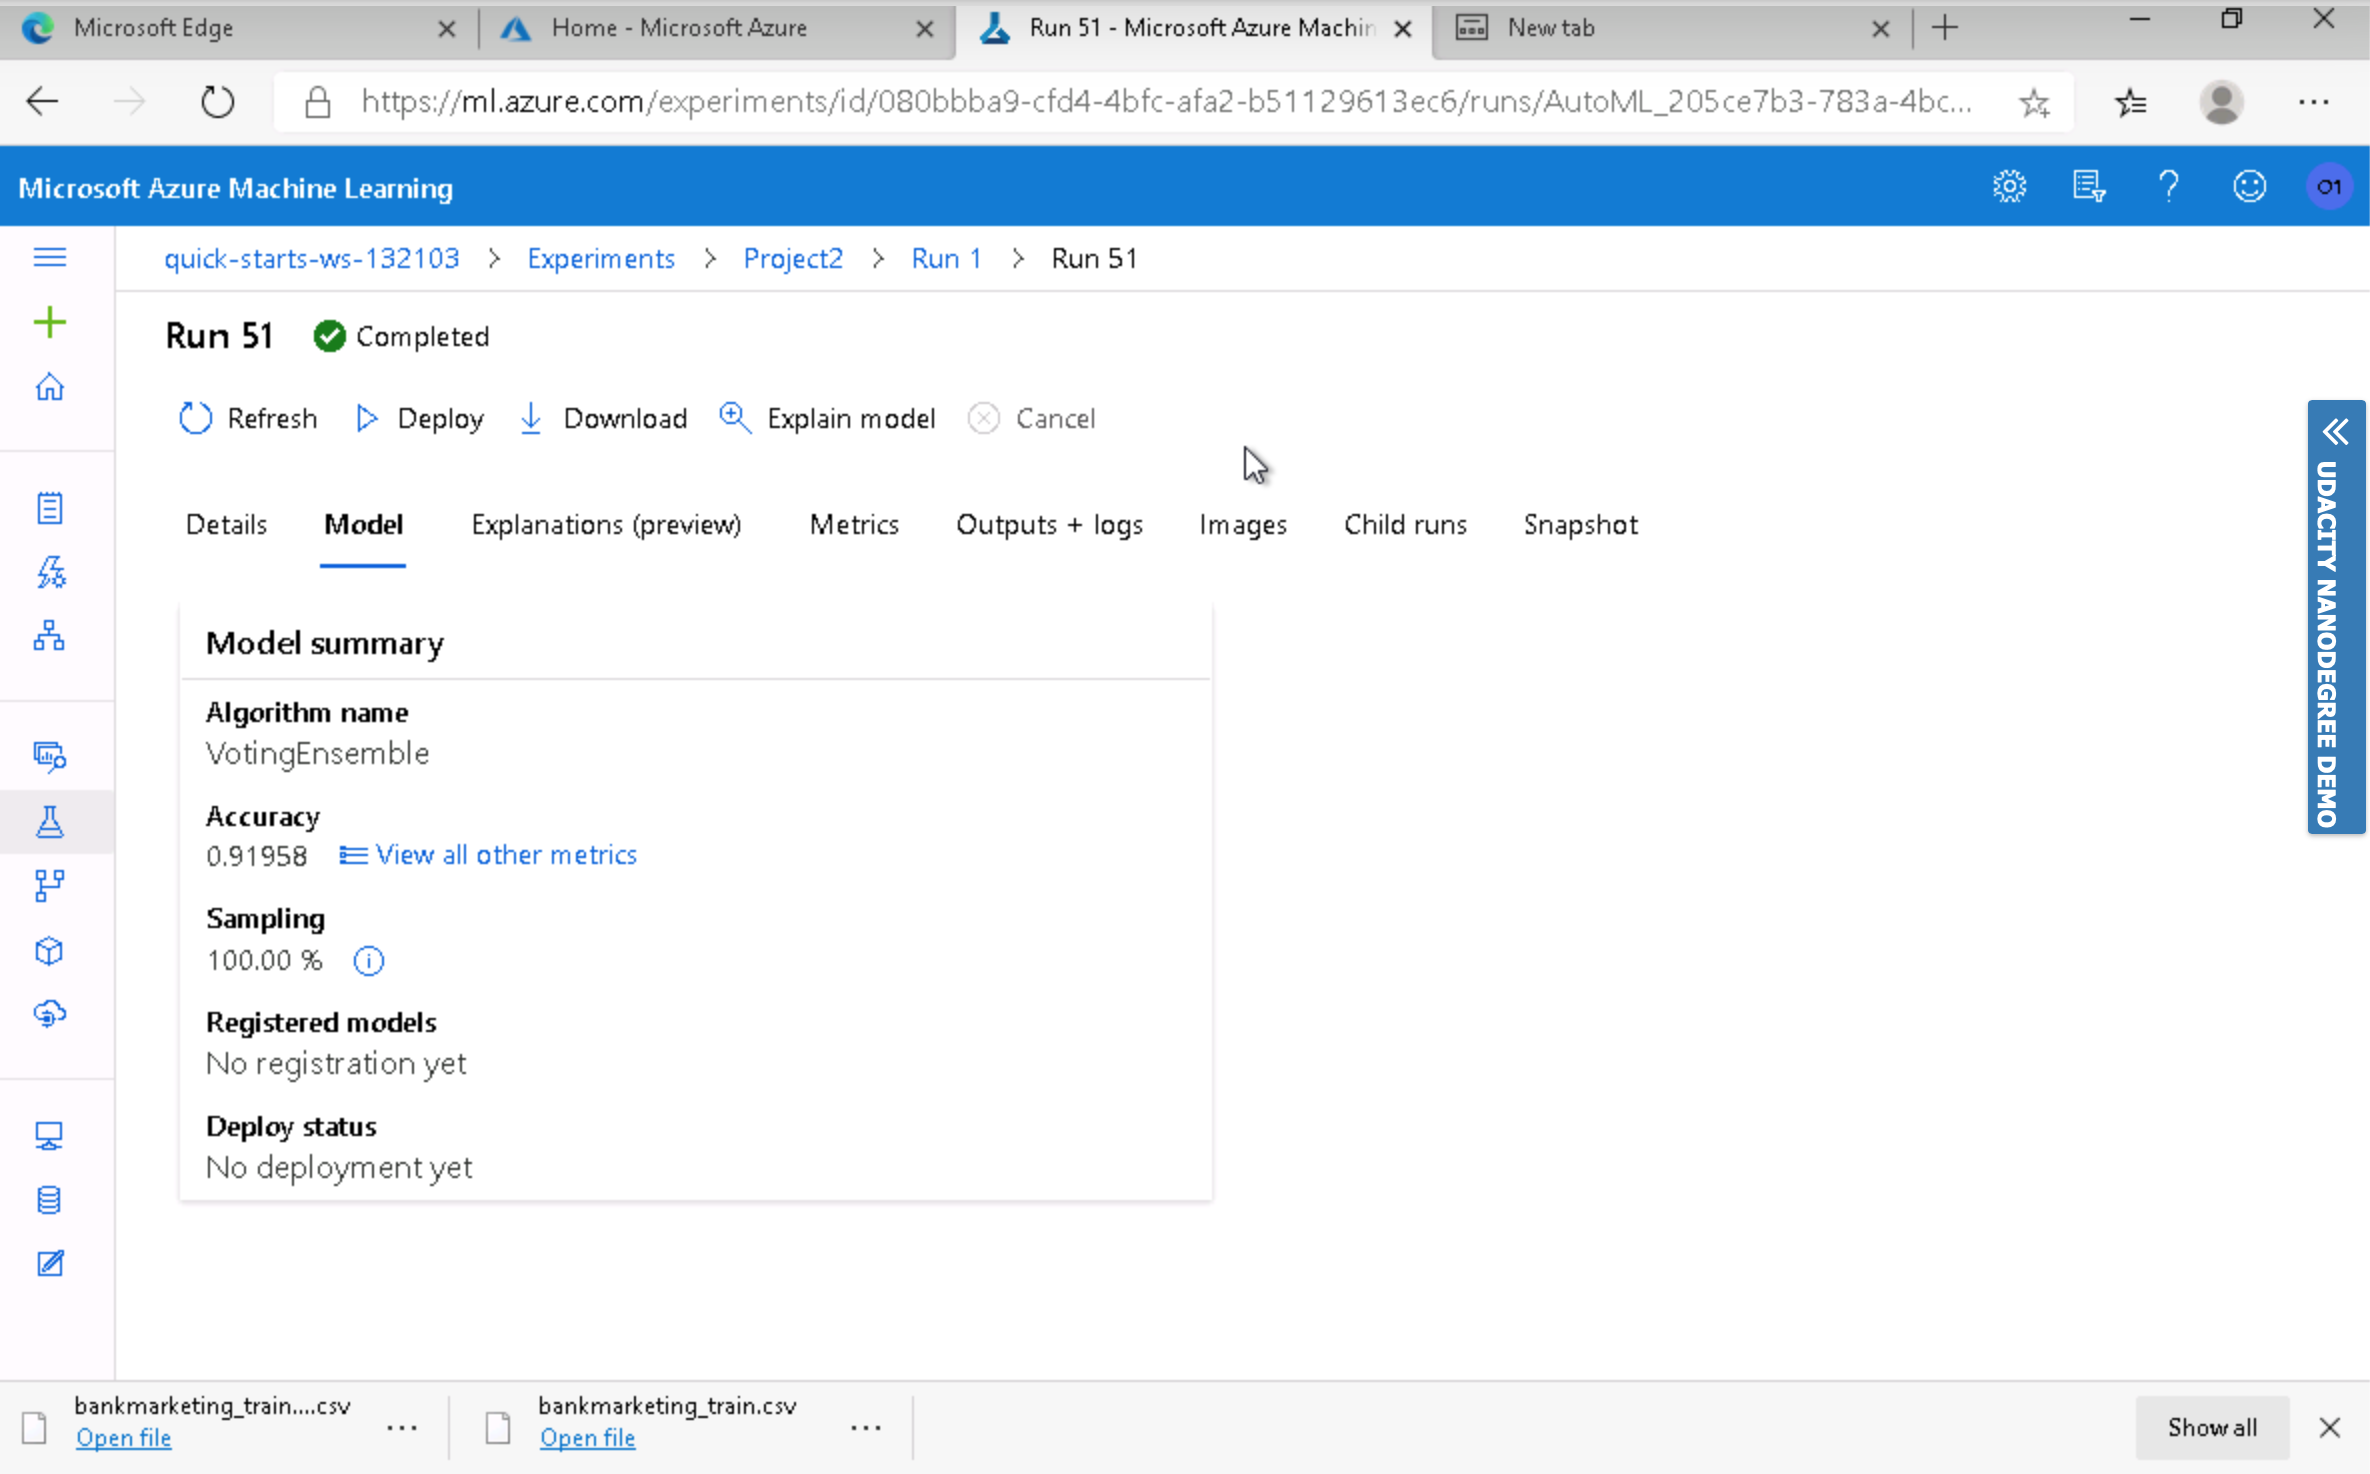 Microsoft Edge
Home - Microsoft Azure
Run 51 - Microsoft Azure Machin
New tab
https://ml.azure.com/experiments/id/080bbba9-cfd4-4bfc-afa2-b51129613ec6/runs/AutoML_205ce7b3-783a-4bc...
Microsoft Azure Machine Learning
O1
quick-starts-ws-132103 > Experiments > Project2 > Run 1 > Run 51
Run 51 Completed
Refresh Deploy Download Explain model Cancel
Details Model Explanations (preview) Metrics Outputs + logs Images Child runs Snapshot
UDACITY NANODEGREE DEMO
Model summary
Algorithm name
VotingEnsemble
Accuracy
0.91958 View all other metrics
Sampling
100.00 %
Registered models
No registration yet
Deploy status
No deployment yet
bankmarketing_train....csv
Open file
bankmarketing_train.csv
Open file
Show all